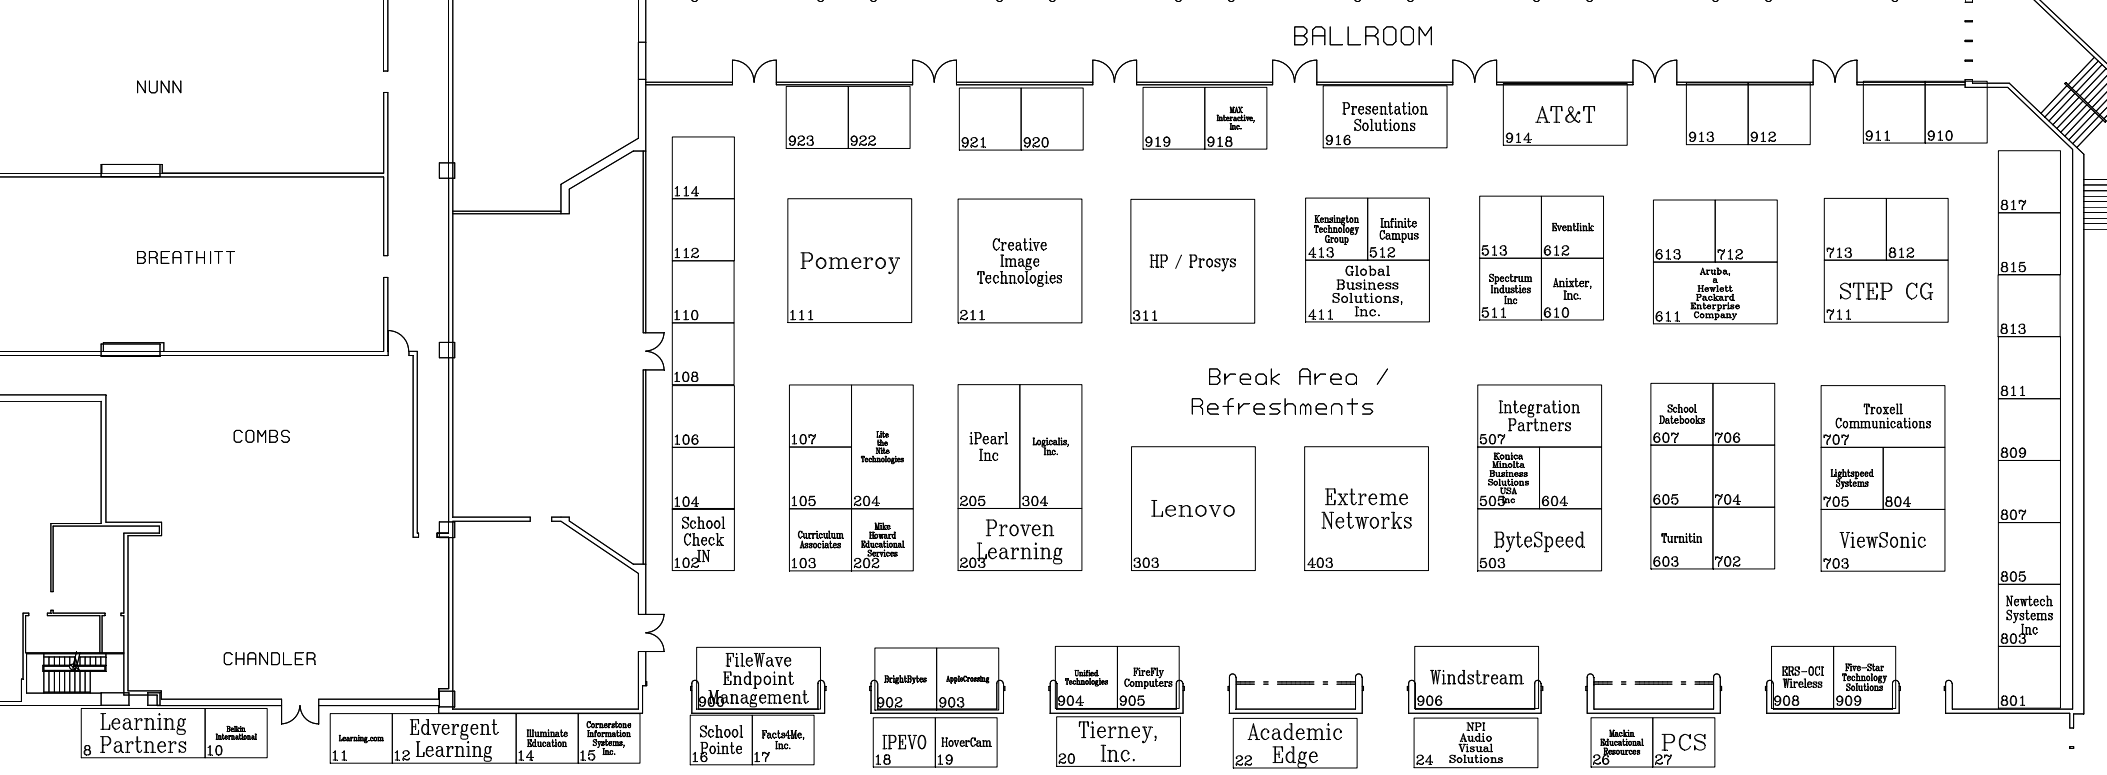 BALLROOM
NUNN
BREATHITT
COMBS
CHANDLER
923
922
921
920
919
MAX
Interactive,
Inc.
918
Presentation
Solutions
916
AT&T
914
913
912
911
910
114
112
110
108
106
104
School
Check
IN
102
Pomeroy
111
Creative
Image
Technologies
211
HP / Prosys
311
Kensington
Technology
Group
413
Infinite
Campus
512
Global
Business
Solutions,
Inc.
411
513
Eventlink
612
Spectrum
Industies
Inc
511
Anixter,
Inc.
610
613
712
Aruba,
a
Hewlett
Packard
Enterprise
Company
611
713
812
STEP CG
711
817
815
813
811
809
807
805
Newtech
Systems
Inc
803
801
Break Area /
Refreshments
107
105
Lite
the
Nite
Technologies
204
Curriculum
Associates
103
Mike
Howard
Educational
Services
202
iPearl
Inc
205
Logicalis,
Inc.
304
Proven
Learning
203
Lenovo
303
Extreme
Networks
403
Integration
Partners
507
Konica
Minolta
Business
Solutions
USA
Inc
505
604
ByteSpeed
503
School
Datebooks
607
706
605
704
Turnitin
603
702
Troxell
Communications
707
Lightspeed
Systems
705
804
ViewSonic
703
FileWave
Endpoint
Management
900
BrightBytes
902
AppleCrossing
903
Unified
Technologies
904
FireFly
Computers
905
Windstream
906
RRS-OCI
Wireless
908
Five-Star
Technology
Solutions
909
Learning
Partners
8
Belkin
International
10
Learning.com
11
Edvergent
Learning
12
Illuminate
Education
14
Cornerstone
Information
Systems,
Inc.
15
School
Pointe
16
Facts4Me,
Inc.
17
IPEVO
18
HoverCam
19
Tierney,
Inc.
20
Academic
Edge
22
NPI
Audio
Visual
Solutions
24
Mackin
Educational
Resources
26
PCS
27